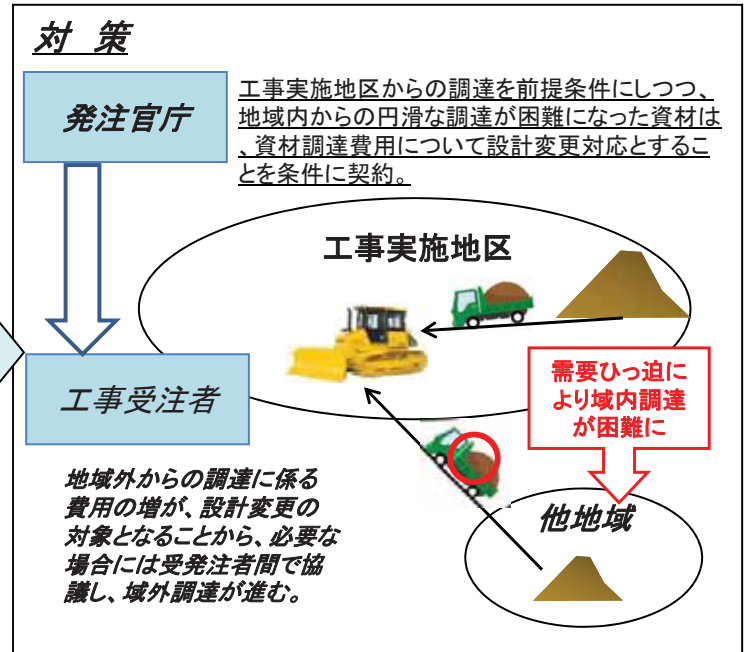 対 策
発注官庁
工事実施地区からの調達を前提条件にしつつ、
地域内からの円滑な調達が困難になった資材は
、資材調達費用について設計変更対応とするこ
とを条件に契約。
工事実施地区
工事受注者
需要ひっ迫に
より域内調達
が困難に
地域外からの調達に係る
費用の増が、設計変更の
対象となることから、必要な
場合には受発注者間で協
議し、域外調達が進む。
他地域